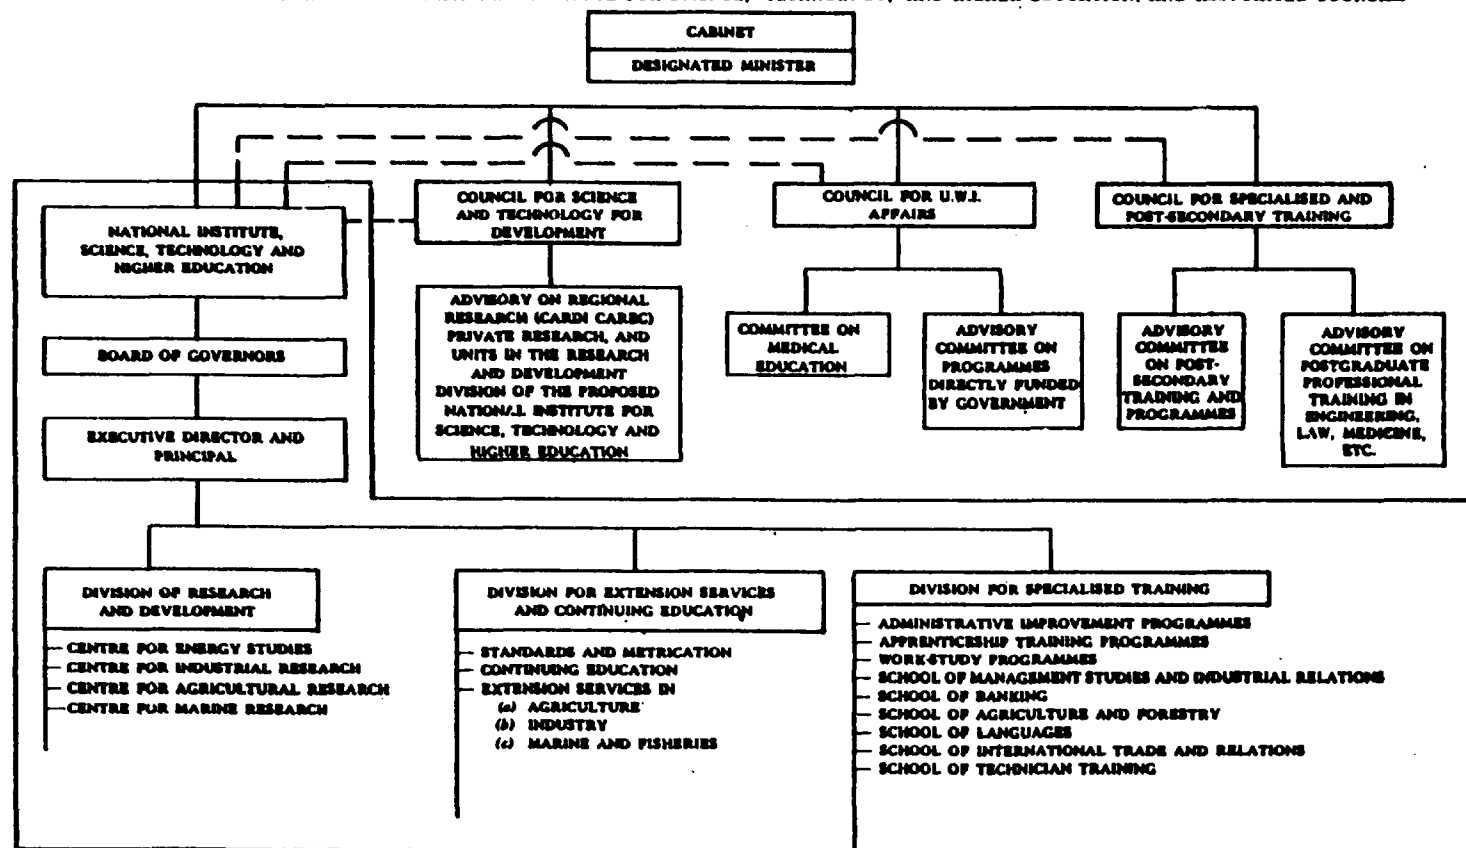 CABINET
DESIGNATED MINISTER
NATIONAL INSTITUTE,
SCIENCE, TECHNOLOGY AND
HIGHER EDUCATION
COUNCIL FOR SCIENCE
AND TECHNOLOGY FOR
DEVELOPMENT
COUNCIL FOR U.W.I.
AFFAIRS
COUNCIL FOR SPECIALISED AND
POST-SECONDARY TRAINING
BOARD OF GOVERNORS
EXECUTIVE DIRECTOR AND
PRINCIPAL
ADVISORY ON REGIONAL
RESEARCH (CARDI CAREC)
PRIVATE RESEARCH, AND
UNITS IN THE RESEARCH
AND DEVELOPMENT
DIVISION OF THE PROPOSED
NATIONAL INSTITUTE FOR
SCIENCE, TECHNOLOGY AND
HIGHER EDUCATION
COMMITTEE ON
MEDICAL
EDUCATION
ADVISORY
COMMITTEE ON
PROGRAMMES
DIRECTLY FUNDED
BY GOVERNMENT
ADVISORY
COMMITTEE
ON POST-
SECONDARY
TRAINING AND
PROGRAMMES
ADVISORY
COMMITTEE ON
POSTGRADUATE
PROFESSIONAL
TRAINING IN
ENGINEERING,
LAW, MEDICINE,
ETC.
DIVISION OF RESEARCH
AND DEVELOPMENT
CENTRE FOR ENERGY STUDIES
CENTRE FOR INDUSTRIAL RESEARCH
CENTRE FOR AGRICULTURAL RESEARCH
CENTRE FOR MARINE RESEARCH
DIVISION FOR EXTENSION SERVICES
AND CONTINUING EDUCATION
STANDARDS AND METRICATION
CONTINUING EDUCATION
EXTENSION SERVICES IN
(a) AGRICULTURE
(b) INDUSTRY
(c) MARINE AND FISHERIES
DIVISION FOR SPECIALISED TRAINING
ADMINISTRATIVE IMPROVEMENT PROGRAMMES
APPRENTICESHIP TRAINING PROGRAMMES
WORK-STUDY PROGRAMMES
SCHOOL OF MANAGEMENT STUDIES AND INDUSTRIAL RELATIONS
SCHOOL OF BANKING
SCHOOL OF AGRICULTURE AND FORESTRY
SCHOOL OF LANGUAGES
SCHOOL OF INTERNATIONAL TRADE AND RELATIONS
SCHOOL OF TECHNICIAN TRAINING